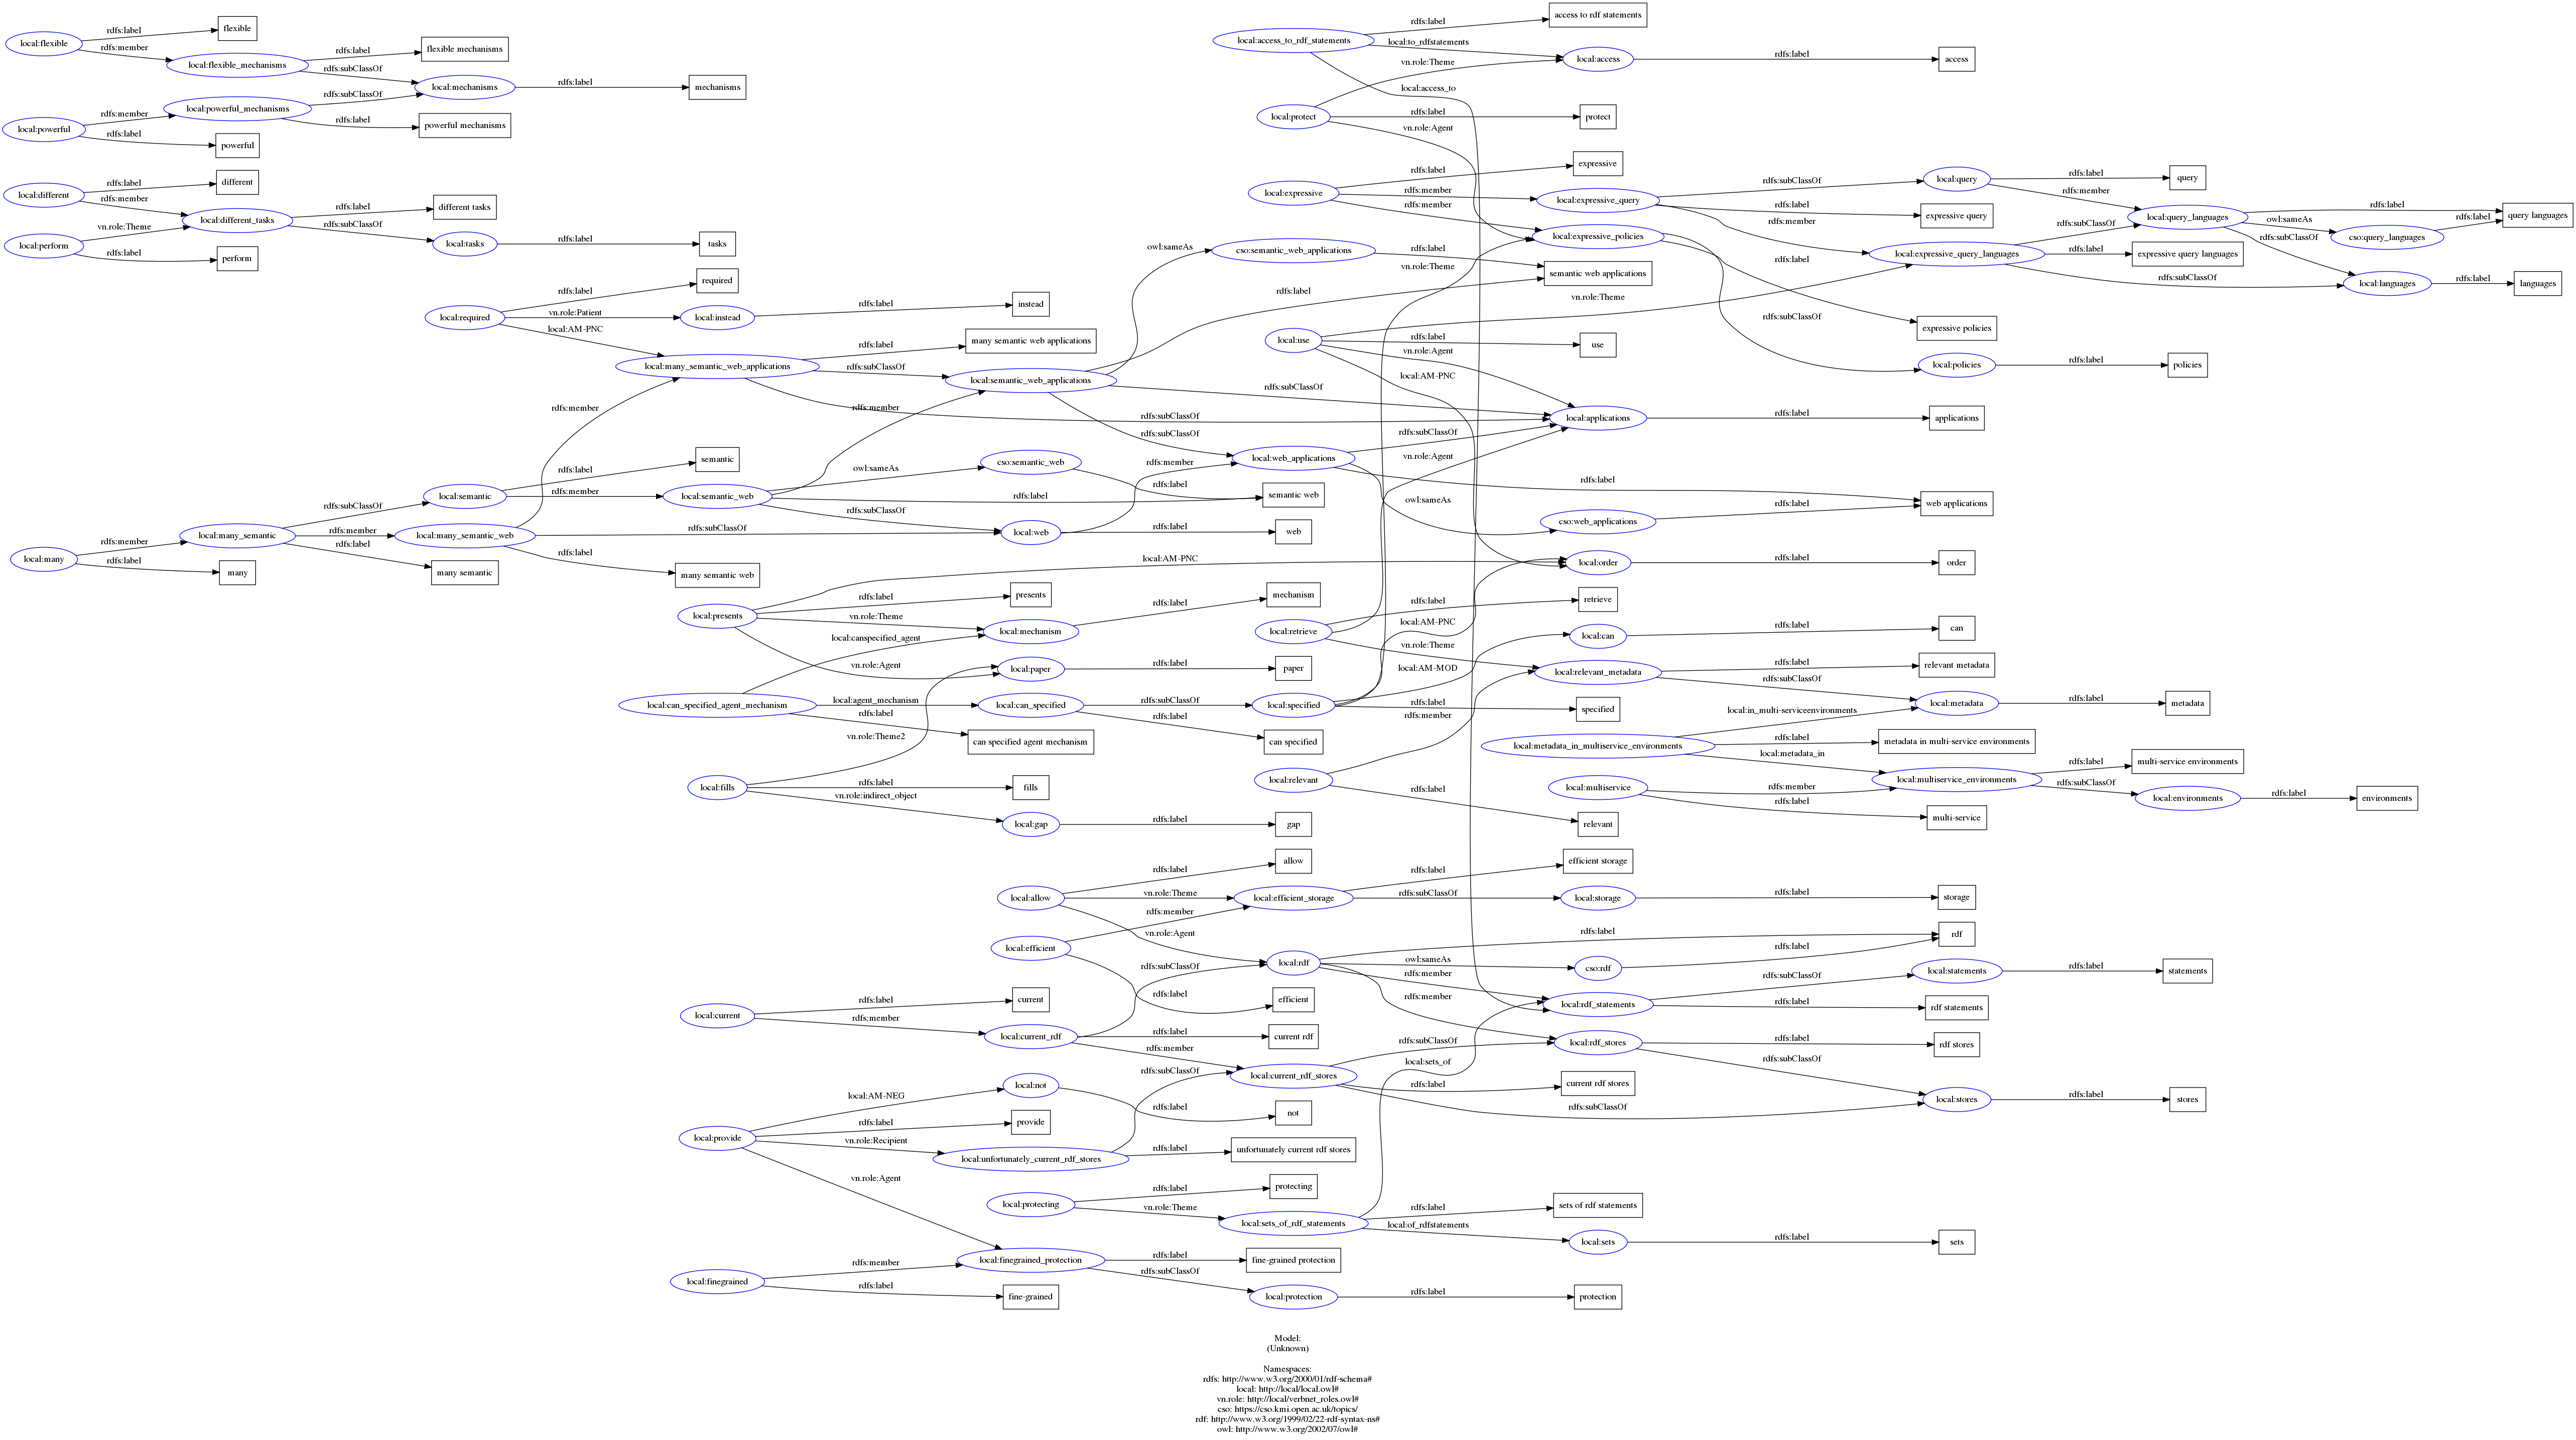 local:flexible
rdfs:label
flexible
rdfs:member
local:flexible_mechanisms
rdfs:label
flexible mechanisms
rdfs:subClassOf
local:mechanisms
rdfs:label
mechanisms
local:powerful
rdfs:member
local:powerful_mechanisms
rdfs:subClassOf
rdfs:label
powerful mechanisms
rdfs:label
powerful
local:different
rdfs:label
different
rdfs:member
local:different_tasks
rdfs:label
different tasks
rdfs:subClassOf
local:tasks
rdfs:label
tasks
local:perform
vn.role:Theme
rdfs:label
perform
local:required
rdfs:label
required
vn.role:Patient
local:instead
rdfs:label
instead
local:AM-PNC
local:many_semantic_web_applications
rdfs:label
many semantic web applications
rdfs:subClassOf
local:semantic_web_applications
owl:sameAs
cso:semantic_web_applications
rdfs:label
semantic web applications
rdfs:label
rdfs:subClassOf
rdfs:subClassOf
rdfs:subClassOf
rdfs:member
rdfs:member
local:many
rdfs:member
local:many_semantic
rdfs:label
many
rdfs:subClassOf
local:semantic
rdfs:label
semantic
rdfs:member
local:semantic_web
owl:sameAs
cso:semantic_web
rdfs:label
rdfs:label
semantic web
rdfs:subClassOf
rdfs:member
local:many_semantic_web
rdfs:label
many semantic
rdfs:subClassOf
local:web
rdfs:label
web
rdfs:member
rdfs:label
many semantic web
local:web_applications
rdfs:subClassOf
local:applications
rdfs:label
applications
rdfs:label
web applications
owl:sameAs
cso:web_applications
rdfs:label
local:access_to_rdf_statements
rdfs:label
access to rdf statements
local:to_rdfstatements
local:access
rdfs:label
access
local:access_to
local:protect
vn.role:Theme
rdfs:label
protect
vn.role:Agent
local:expressive
rdfs:label
expressive
rdfs:member
local:expressive_query
rdfs:member
local:expressive_policies
rdfs:subClassOf
local:query
rdfs:label
query
rdfs:label
expressive query
rdfs:member
local:expressive_query_languages
rdfs:member
local:query_languages
rdfs:label
query languages
owl:sameAs
cso:query_languages
rdfs:label
rdfs:subClassOf
rdfs:label
expressive query languages
rdfs:subClassOf
rdfs:subClassOf
local:languages
rdfs:label
languages
rdfs:label
expressive policies
rdfs:subClassOf
local:policies
rdfs:label
policies
vn.role:Theme
local:use
vn.role:Theme
rdfs:label
use
vn.role:Agent
local:AM-PNC
vn.role:Agent
local:presents
local:AM-PNC
local:order
rdfs:label
order
rdfs:label
presents
vn.role:Theme
local:mechanism
rdfs:label
mechanism
vn.role:Agent
local:paper
rdfs:label
paper
local:can_specified_agent_mechanism
local:canspecified_agent
local:agent_mechanism
local:can_specified
rdfs:label
can specified agent mechanism
rdfs:subClassOf
local:specified
rdfs:label
can specified
local:AM-PNC
local:AM-MOD
local:can
rdfs:label
can
rdfs:label
specified
local:retrieve
rdfs:label
retrieve
vn.role:Theme
local:relevant_metadata
rdfs:label
relevant metadata
rdfs:subClassOf
local:metadata
rdfs:label
metadata
local:relevant
rdfs:member
rdfs:label
relevant
local:metadata_in_multiservice_environments
local:in_multi-serviceenvironments
rdfs:label
metadata in multi-service environments
local:metadata_in
local:multiservice_environments
rdfs:label
multi-service environments
rdfs:subClassOf
local:environments
rdfs:label
environments
local:multiservice
rdfs:member
rdfs:label
multi-service
local:fills
vn.role:Theme2
rdfs:label
fills
vn.role:indirect_object
local:gap
rdfs:label
gap
local:allow
rdfs:label
allow
vn.role:Theme
local:efficient_storage
rdfs:label
efficient storage
rdfs:subClassOf
local:storage
rdfs:label
storage
local:efficient
rdfs:member
vn.role:Agent
rdfs:label
efficient
local:rdf
rdfs:label
rdf
owl:sameAs
cso:rdf
rdfs:label
rdfs:member
local:rdf_statements
rdfs:subClassOf
local:statements
rdfs:label
statements
rdfs:label
rdf statements
rdfs:member
local:rdf_stores
rdfs:label
rdf stores
rdfs:subClassOf
local:stores
rdfs:label
stores
local:current
rdfs:label
current
rdfs:member
local:current_rdf
rdfs:subClassOf
rdfs:label
current rdf
rdfs:member
local:current_rdf_stores
rdfs:subClassOf
rdfs:label
current rdf stores
rdfs:subClassOf
local:provide
local:AM-NEG
local:not
rdfs:label
not
rdfs:label
provide
vn.role:Recipient
local:unfortunately_current_rdf_stores
rdfs:subClassOf
rdfs:label
unfortunately current rdf stores
vn.role:Agent
local:protecting
rdfs:label
protecting
vn.role:Theme
local:sets_of_rdf_statements
local:sets_of
rdfs:label
sets of rdf statements
local:of_rdfstatements
local:sets
rdfs:label
sets
local:finegrained
rdfs:member
local:finegrained_protection
rdfs:label
fine-grained protection
rdfs:label
fine-grained
rdfs:subClassOf
local:protection
rdfs:label
protection
Model:
(Unknown)
Namespaces:
rdfs: http://www.w3.org/2000/01/rdf-schema#
local: http://local/local.owl#
vn.role: http://local/verbnet_roles.owl#
cso: https://cso.kmi.open.ac.uk/topics/
rdf: http://www.w3.org/1999/02/22-rdf-syntax-ns#
owl: http://www.w3.org/2002/07/owl#